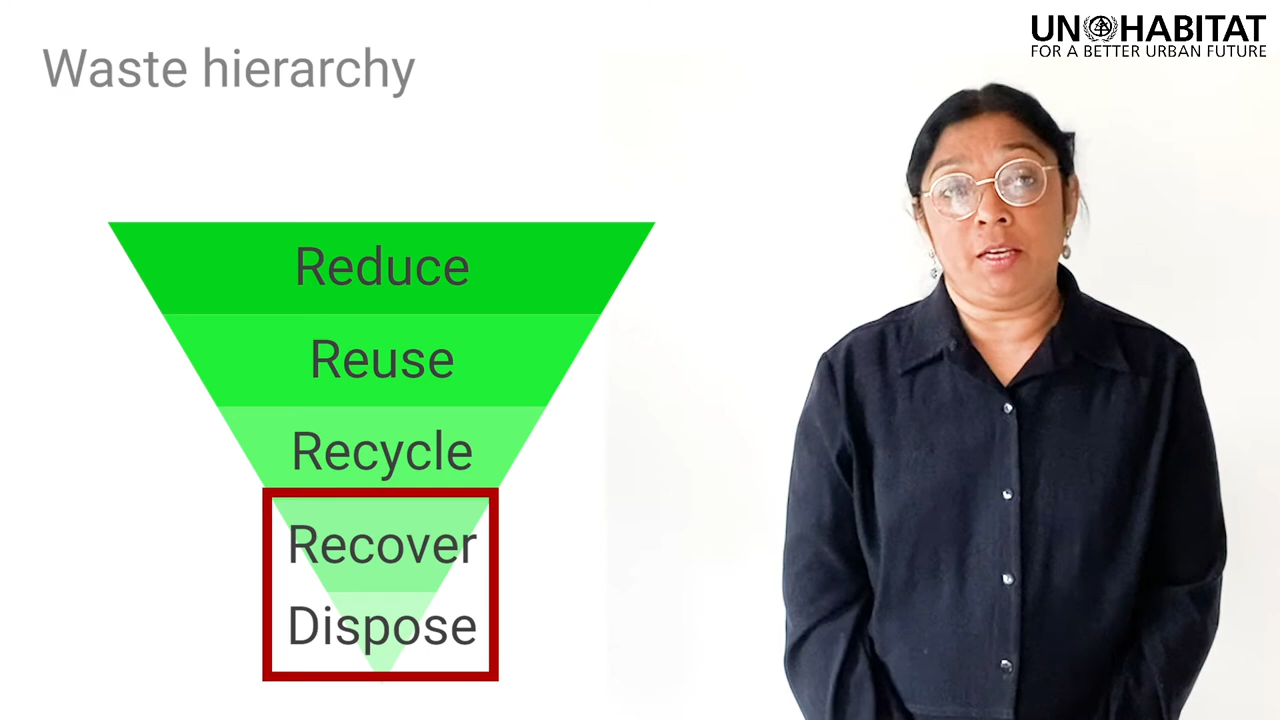 Waste hierarchy
UN HABITAT
FOR A BETTER URBAN FUTURE
Reduce
Reuse
Recycle
Recover
Dispose